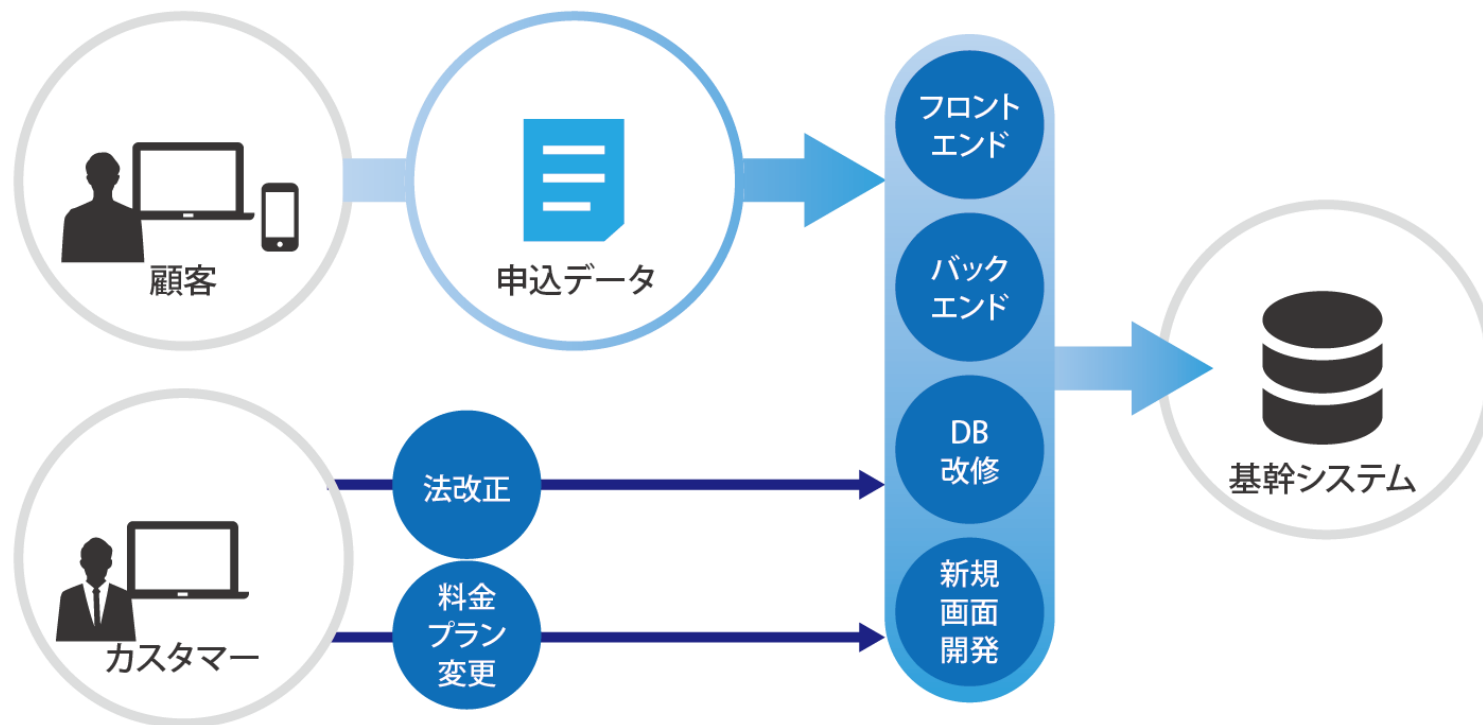 顧客
申込データ
フロント
エンド
バック
エンド
DB
改修
新規
画面
開発
基幹システム
カスタマー
法改正
料金
プラン
変更